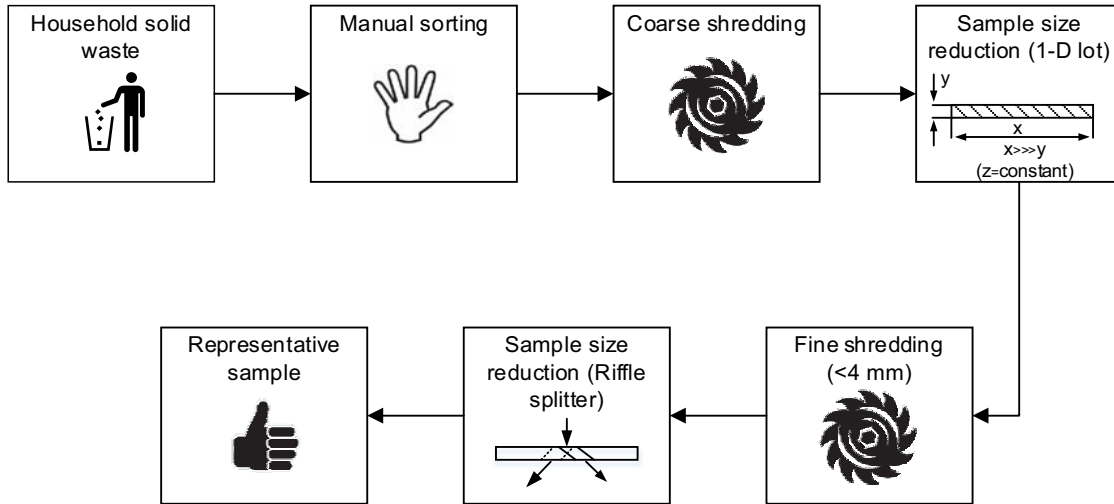 Household solid
waste
Manual sorting
Coarse shredding
Sample size
reduction (1-D lot)
y
x
x>>>y
(z=constant)
Representative
sample
Sample size
reduction (Riffle
splitter)
Fine shredding
(<4 mm)